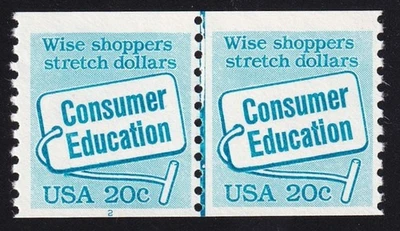 Wise shoppers
stretch dollars
Consumer
Education
USA 20c
2
Wise shoppers
stretch dollars
Consumer
Education
USA 20c